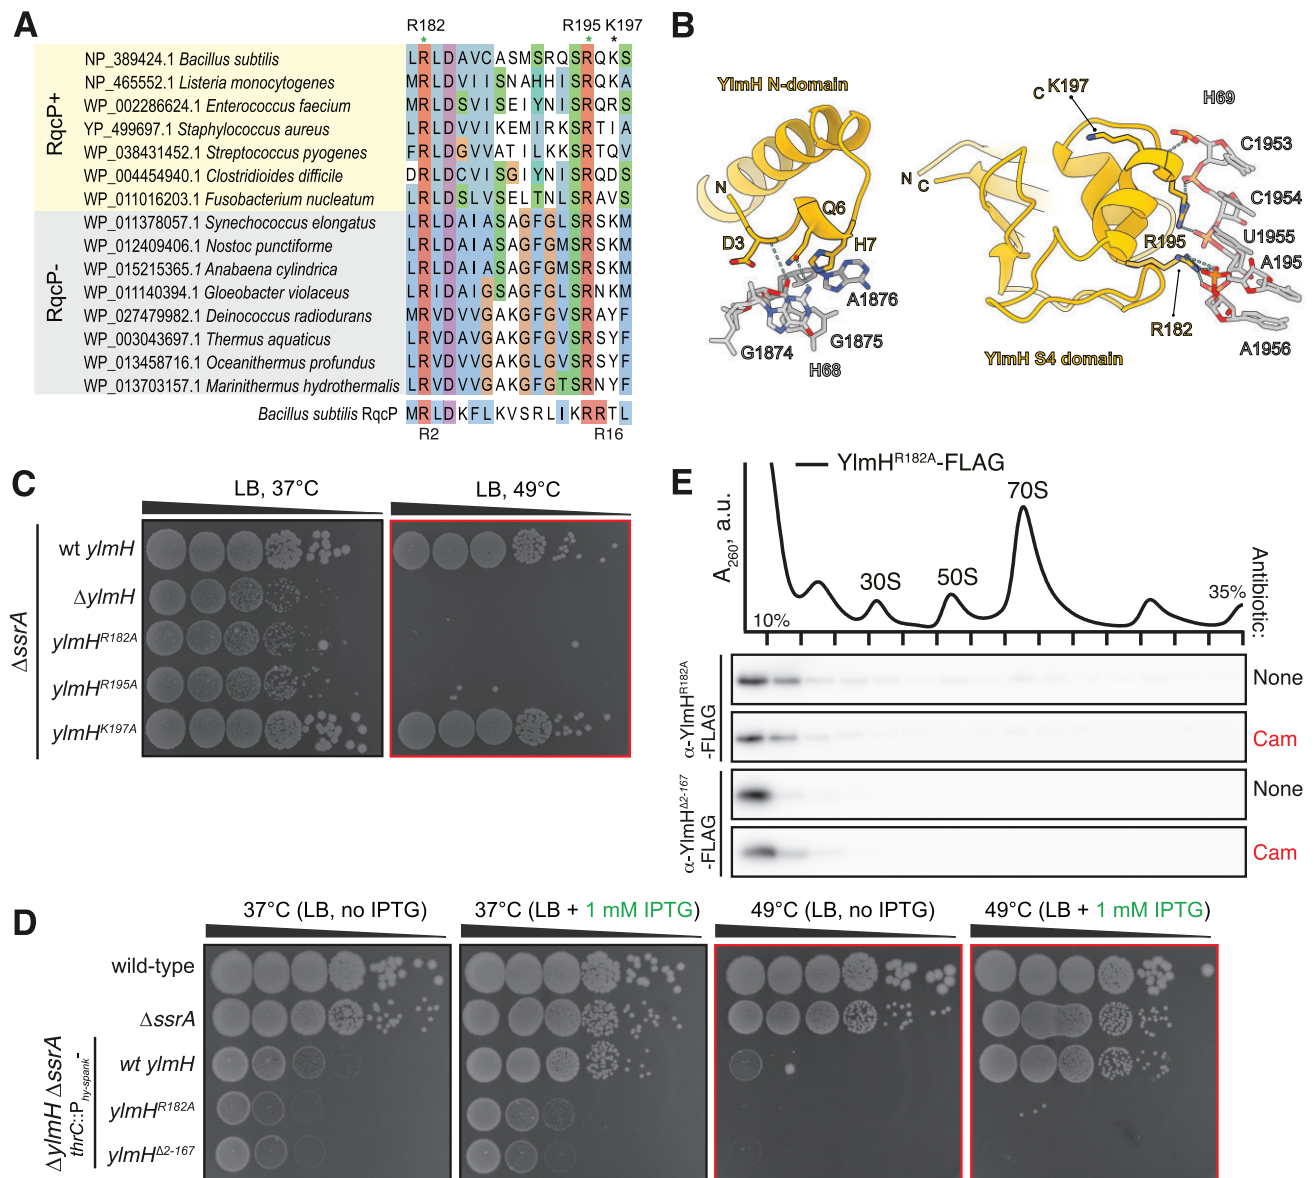 A
R182 R195 K197
* * *
RqcP+
NP_389424.1 Bacillus subtilis LRLDAVCASMSRQSRQKS
NP_465552.1 Listeria monocytogenes MRLDVIISNAHHISRQKA
WP_002286624.1 Enterococcus faecium MRLDSVISEIYNISRQRS
YP_499697.1 Staphylococcus aureus LRLDVVIKEMIRKSRTIA
WP_038431452.1 Streptococcus pyogenes FRLDGVVATILKKSRTQV
WP_004454940.1 Clostridioides difficile DRLDCVISGIYNISRQDS
WP_011016203.1 Fusobacterium nucleatum LRLDSLVSELTNLSRAVS
RqcP-
WP_011378057.1 Synechococcus elongatus LRLDAIASAGFGLSRSKM
WP_012409406.1 Nostoc punctiforme LRLDAIASAGFGMSRSKM
WP_015215365.1 Anabaena cylindrica LRLDAIASAGFGMSRSKM
WP_011140394.1 Gloeobacter violaceus LRIDAIGSAGFGLSRNKM
WP_027479982.1 Deinococcus radiodurans MRVDVVGAKGFGVSRAYF
WP_003043697.1 Thermus aquaticus LRVDAVGAKGFGVSRSYF
WP_013458716.1 Oceanithermus profundus LRVDVVGAKGLGVSRSYF
WP_013703157.1 Marinithermus hydrothermalis LRVDVVGAKGFGTSRNYF
Bacillus subtilis RqcP MRLDKFLKVSRLIKRRTL
R2 R16
B
YlmH N-domain
N
D3
Q6
H7
A1876
G1875
G1874
H68
C K197
H69
C1953
C1954
U1955
A195
A1956
N C
R195
R182
YlmH S4 domain
C
LB, 37°C LB, 49°C
ΔssrA
wt ylmH
ΔylmH
ylmHR182A
ylmHR195A
ylmHK197A
E
YlmHR182A-FLAG
A260, a.u.
10%
30S
50S
70S
35%
Antibiotic:
α-YlmHR182A
-FLAG
None
Cam
α-YlmHΔ2-167
-FLAG
None
Cam
D
37°C (LB, no IPTG) 37°C (LB + 1 mM IPTG) 49°C (LB, no IPTG) 49°C (LB + 1 mM IPTG)
wild-type
ΔssrA
ΔylmH ΔssrA
thrC::Phy-spank-
wt ylmH
ylmHR182A
ylmHΔ2-167